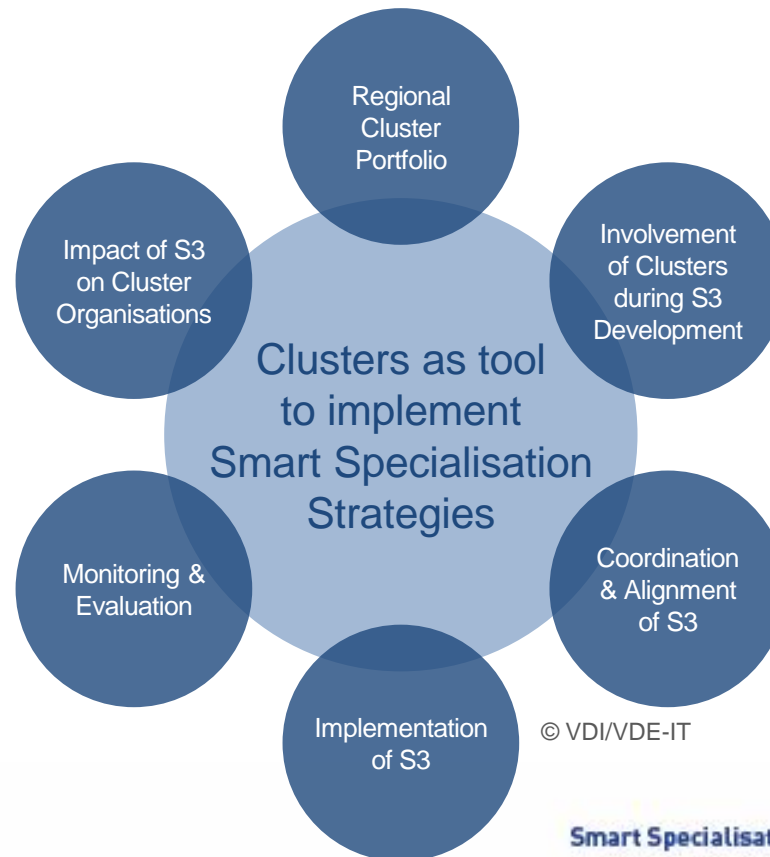 Regional
Cluster
Portfolio
Impact of S3
on Cluster
Organisations
Involvement
of Clusters
during S3
Development
Clusters as tool
to implement
Smart Specialisation
Strategies
Monitoring &
Evaluation
Coordination
& Alignment
of S3
Implementation
of S3
© VDI/VDE-IT
Smart